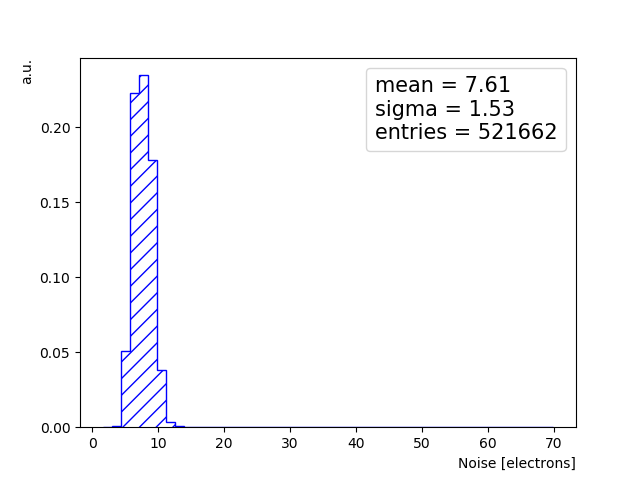 a.u.
mean = 7.61
sigma = 1.53
entries = 521662
0.20
0.15
0.10
0.05
0.00
0 10 20 30 40 50 60 70
Noise [electrons]